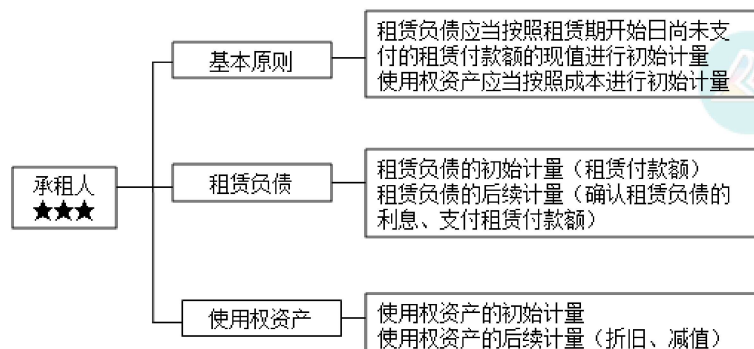 基本原则
租赁负债应当按照租赁期开始日尚未支
付的租赁付款额的现值进行初始计量
使用权资产应当按照成本进行初始计量
承租人
★★★
租赁负债
租赁负债的初始计量（租赁付款额）
租赁负债的后续计量（确认租赁负债的
利息、支付租赁付款额）
使用权资产
使用权资产的初始计量
使用权资产的后续计量（折旧、减值）